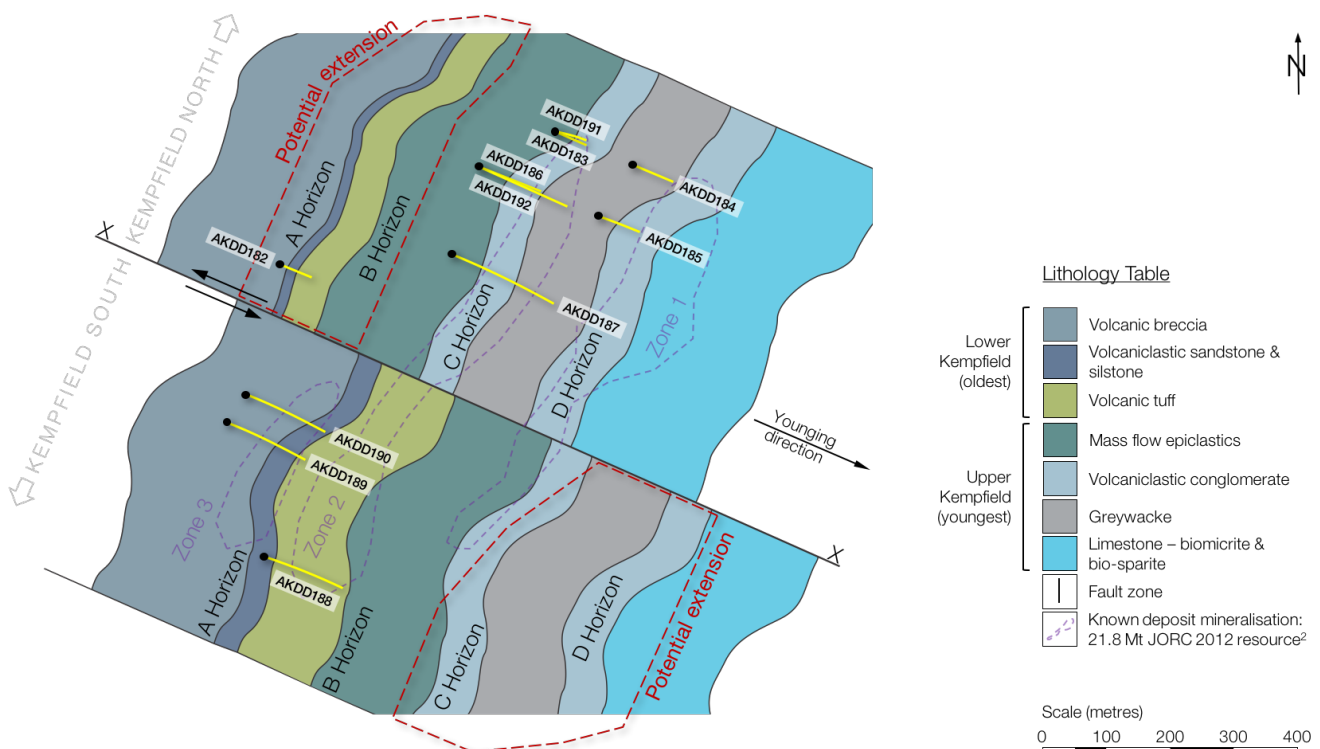 KEMPFIELD NORTH
KEMPFIELD SOUTH
Potential extension
A Horizon
B Horizon
C Horizon
D Horizon
X
AKDD182
AKDD191
AKDD183
AKDD186
AKDD192
AKDD184
AKDD185
AKDD187
Zone 1
AKDD190
AKDD189
AKDD188
Zone 3
Zone 2
A Horizon
B Horizon
C Horizon
D Horizon
Potential extension
X
Younging
direction
N
Lithology Table
Lower
Kempfield
(oldest)
Volcanic breccia
Volcaniclastic sandstone &
silstone
Volcanic tuff
Upper
Kempfield
(youngest)
Mass flow epiclastics
Volcaniclastic conglomerate
Greywacke
Limestone – biomicrite &
bio-sparite
Fault zone
Known deposit mineralisation:
21.8 Mt JORC 2012 resource²
Scale (metres)
0 100 200 300 400